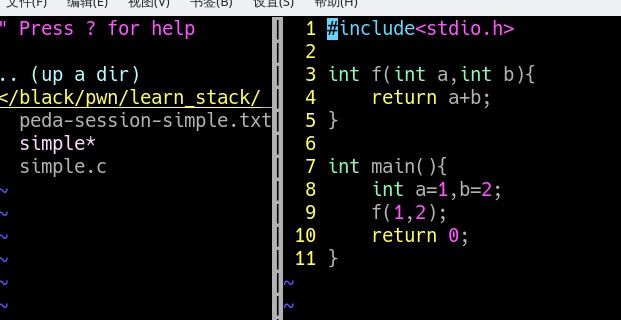 文件(F) 编辑(E) 视图(V) 书签(B) 设置(S) 帮助(H)
" Press ? for help
.. (up a dir)
</black/pwn/learn_stack/
peda-session-simple.txt
simple*
simple.c
~
~
~
~
~
~
1 #include<stdio.h>
2
3 int f(int a,int b){
4     return a+b;
5 }
6
7 int main(){
8     int a=1,b=2;
9     f(1,2);
10     return 0;
11 }
~
~